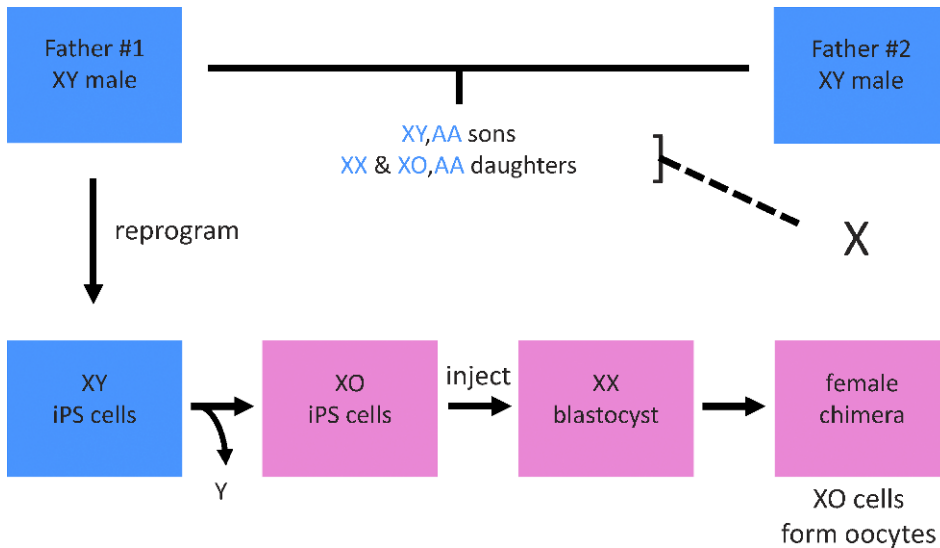 Father #1
XY male
Father #2
XY male
XY,AA sons
XX & XO,AA daughters
]
X
reprogram
XY
iPS cells
Y
XO
iPS cells
inject
XX
blastocyst
female
chimera
XO cells
form oocytes